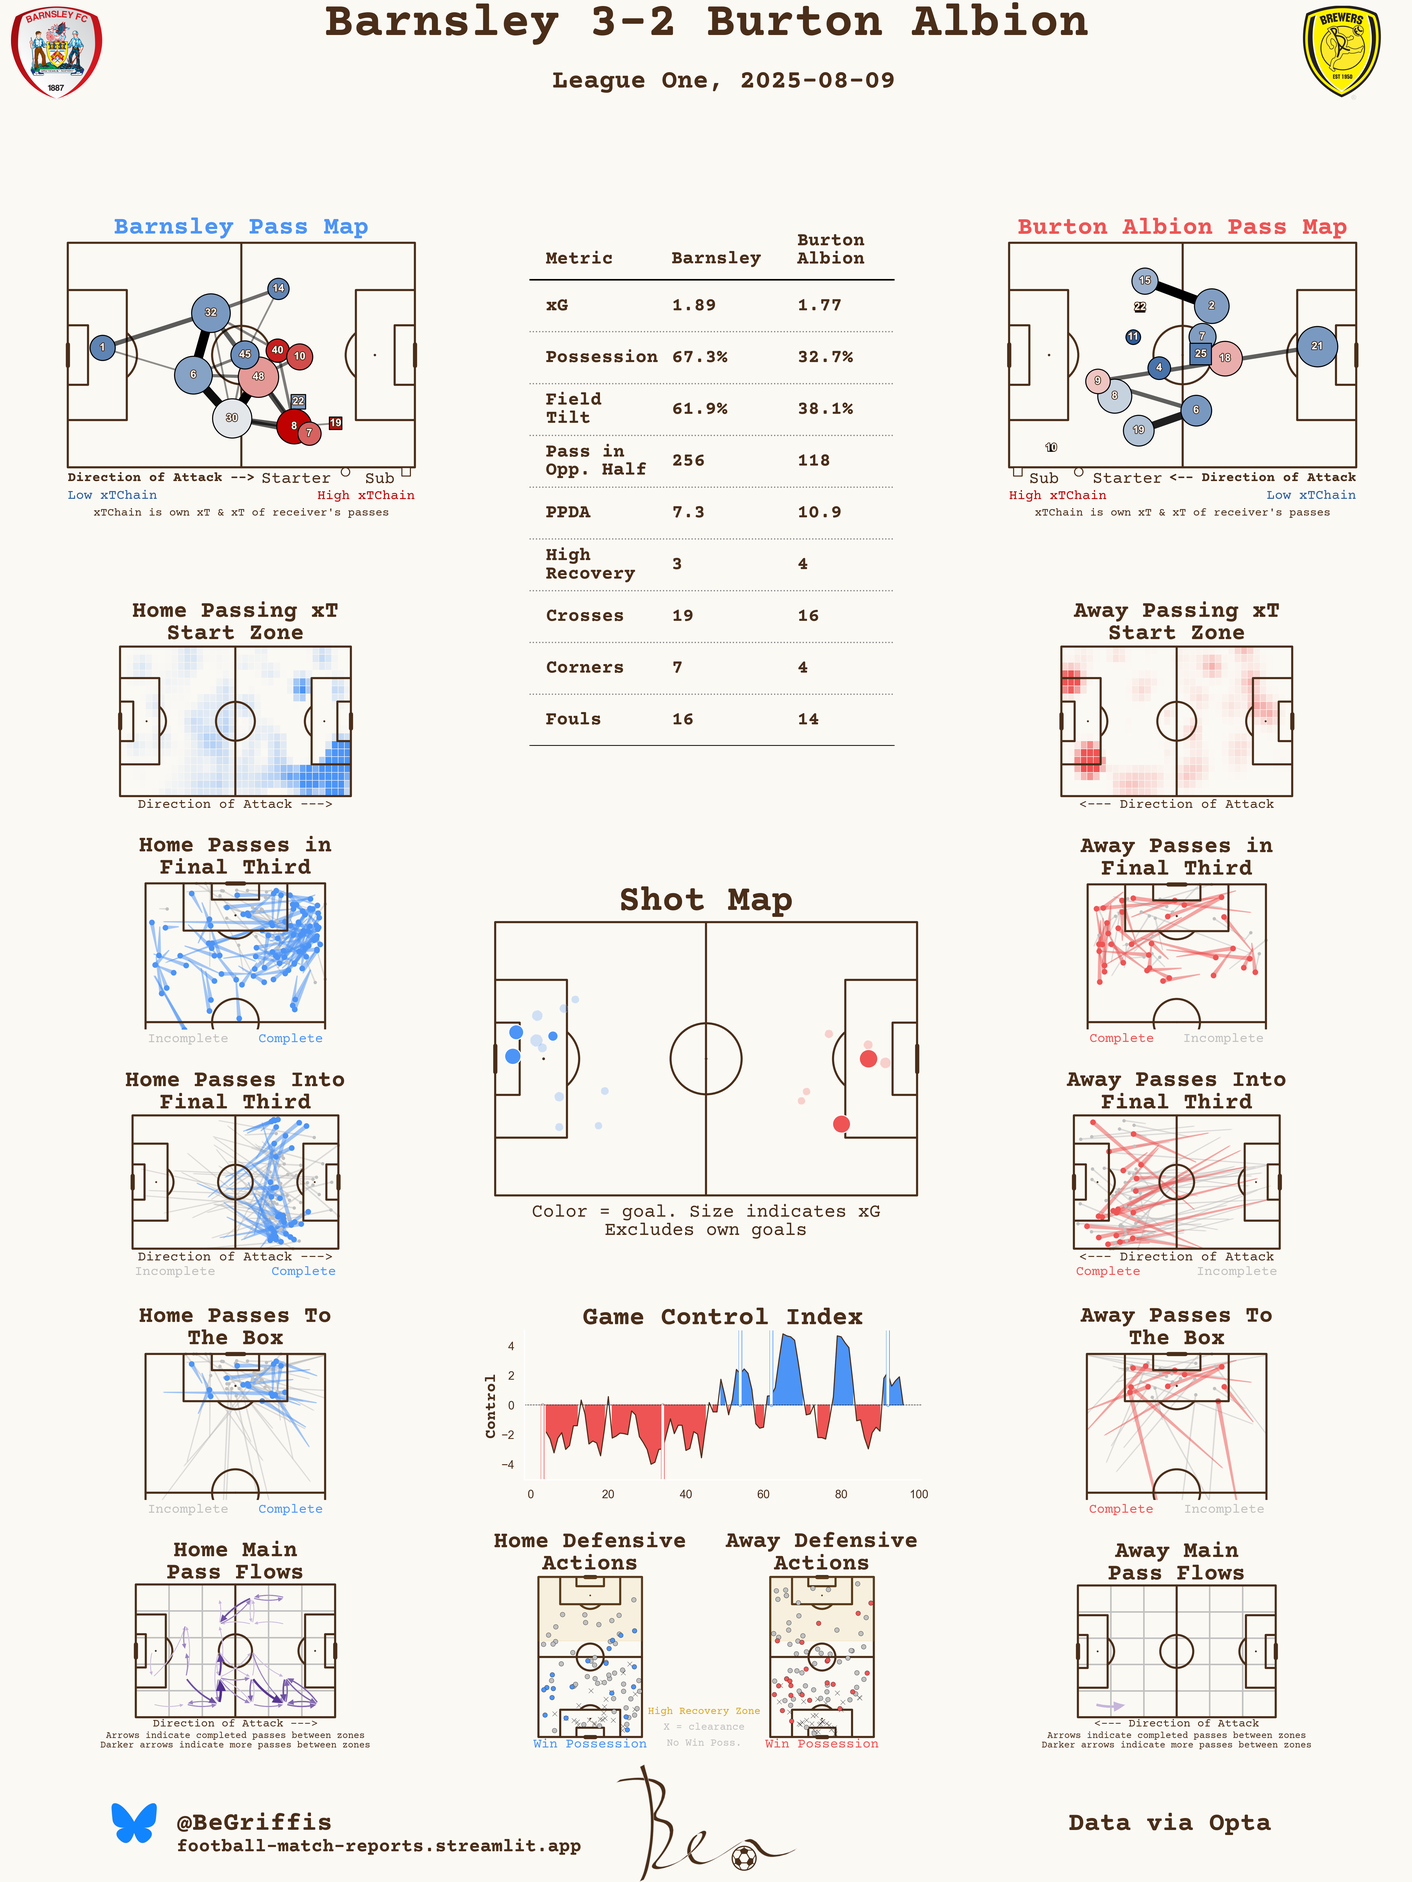 Barnsley 3-2 Burton Albion
League One, 2025-08-09
BARNSLEY FC
1887
BREWERS
EST 1950
Barnsley Pass Map
14
32
1
45
40
10
6
48
22
30
8
7
19
Direction of Attack --> Starter Sub
Low xTChain High xTChain
xTChain is own xT & xT of receiver's passes
Metric Barnsley Burton
Albion
xG 1.89 1.77
Possession 67.3% 32.7%
Field
Tilt 61.9% 38.1%
Pass in
Opp. Half 256 118
PPDA 7.3 10.9
High
Recovery 3 4
Crosses 19 16
Corners 7 4
Fouls 16 14
Burton Albion Pass Map
15
22
2
11
7
25
18
21
4
9
8
6
19
10
Sub Starter <-- Direction of Attack
High xTChain Low xTChain
xTChain is own xT & xT of receiver's passes
Home Passing xT
Start Zone
Direction of Attack --->
Away Passing xT
Start Zone
<--- Direction of Attack
Home Passes in
Final Third
Incomplete Complete
Away Passes in
Final Third
Complete Incomplete
Shot Map
Color = goal. Size indicates xG
Excludes own goals
Home Passes Into
Final Third
Direction of Attack --->
Incomplete Complete
Away Passes Into
Final Third
<--- Direction of Attack
Complete Incomplete
Home Passes To
The Box
Incomplete Complete
Game Control Index
Control
4
2
0
−2
−4
0 20 40 60 80 100
Away Passes To
The Box
Complete Incomplete
Home Main
Pass Flows
Direction of Attack --->
Arrows indicate completed passes between zones
Darker arrows indicate more passes between zones
Home Defensive
Actions
Win Possession
Away Defensive
Actions
Win Possession
High Recovery Zone
X = clearance
No Win Poss.
Away Main
Pass Flows
<--- Direction of Attack
Arrows indicate completed passes between zones
Darker arrows indicate more passes between zones
@BeGriffis
football-match-reports.streamlit.app
Ben
Data via Opta